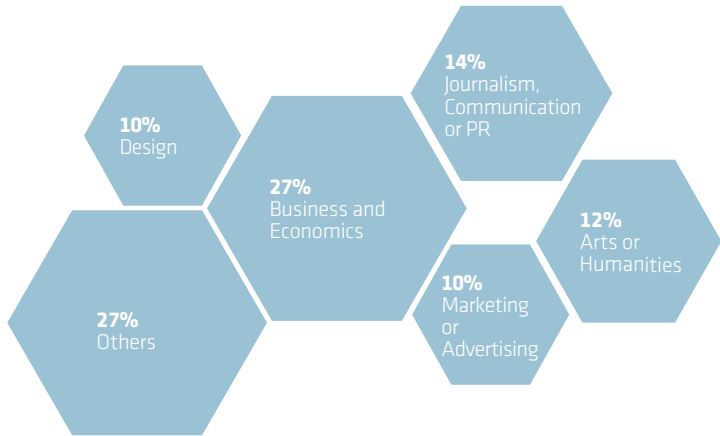 14%
Journalism,
Communication
or PR
10%
Design
27%
Business and
Economics
12%
Arts or
Humanities
10%
Marketing
or
Advertising
27%
Others